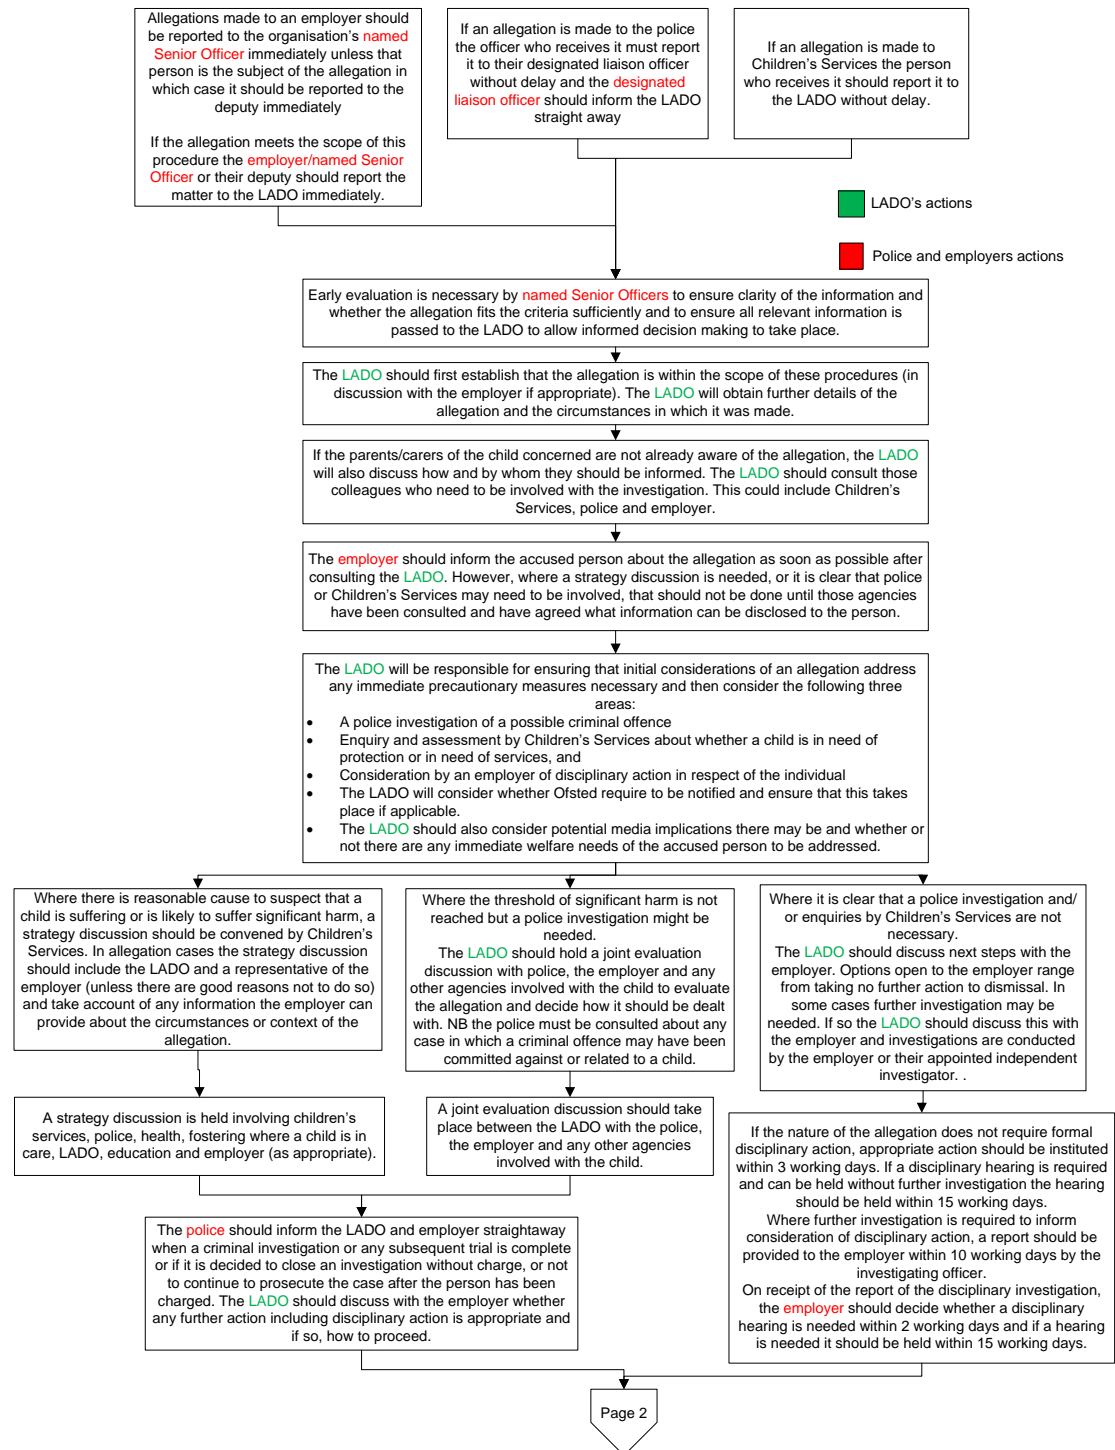 Allegations made to an employer should
be reported to the organisation's named
Senior Officer immediately unless that
person is the subject of the allegation in
which case it should be reported to the
deputy immediately
If the allegation meets the scope of this
procedure the employer/named Senior
Officer or their deputy should report the
matter to the LADO immediately.
If an allegation is made to the police
the officer who receives it must report
it to their designated liaison officer
without delay and the designated
liaison officer should inform the LADO
straight away
If an allegation is made to
Children's Services the person
who receives it should report it to
the LADO without delay.
LADO's actions
Police and employers actions
Early evaluation is necessary by named Senior Officers to ensure clarity of the information and
whether the allegation fits the criteria sufficiently and to ensure all relevant information is
passed to the LADO to allow informed decision making to take place.
The LADO should first establish that the allegation is within the scope of these procedures (in
discussion with the employer if appropriate). The LADO will obtain further details of the
allegation and the circumstances in which it was made.
If the parents/carers of the child concerned are not already aware of the allegation, the LADO
will also discuss how and by whom they should be informed. The LADO should consult those
colleagues who need to be involved with the investigation. This could include Children's
Services, police and employer.
The employer should inform the accused person about the allegation as soon as possible after
consulting the LADO. However, where a strategy discussion is needed, or it is clear that police
or Children's Services may need to be involved, that should not be done until those agencies
have been consulted and have agreed what information can be disclosed to the person.
The LADO will be responsible for ensuring that initial considerations of an allegation address
any immediate precautionary measures necessary and then consider the following three
areas:
• A police investigation of a possible criminal offence
• Enquiry and assessment by Children's Services about whether a child is in need of
protection or in need of services, and
• Consideration by an employer of disciplinary action in respect of the individual
• The LADO will consider whether Ofsted require to be notified and ensure that this takes
place if applicable.
• The LADO should also consider potential media implications there may be and whether or
not there are any immediate welfare needs of the accused person to be addressed.
Where there is reasonable cause to suspect that a
child is suffering or is likely to suffer significant harm, a
strategy discussion should be convened by Children's
Services. In allegation cases the strategy discussion
should include the LADO and a representative of the
employer (unless there are good reasons not to do so)
and take account of any information the employer can
provide about the circumstances or context of the
allegation.
Where the threshold of significant harm is not
reached but a police investigation might be
needed.
The LADO should hold a joint evaluation
discussion with police, the employer and any
other agencies involved with the child to evaluate
the allegation and decide how it should be dealt
with. NB the police must be consulted about any
case in which a criminal offence may have been
committed against or related to a child.
Where it is clear that a police investigation and/
or enquiries by Children's Services are not
necessary.
The LADO should discuss next steps with the
employer. Options open to the employer range
from taking no further action to dismissal. In
some cases further investigation may be
needed. If so the LADO should discuss this with
the employer and investigations are conducted
by the employer or their appointed independent
investigator. .
A strategy discussion is held involving children's
services, police, health, fostering where a child is in
care, LADO, education and employer (as appropriate).
A joint evaluation discussion should take
place between the LADO with the police,
the employer and any other agencies
involved with the child.
If the nature of the allegation does not require formal
disciplinary action, appropriate action should be instituted
within 3 working days. If a disciplinary hearing is required
and can be held without further investigation the hearing
should be held within 15 working days.
Where further investigation is required to inform
consideration of disciplinary action, a report should be
provided to the employer within 10 working days by the
investigating officer.
On receipt of the report of the disciplinary investigation,
the employer should decide whether a disciplinary
hearing is needed within 2 working days and if a hearing
is needed it should be held within 15 working days.
The police should inform the LADO and employer straightaway
when a criminal investigation or any subsequent trial is complete
or if it is decided to close an investigation without charge, or not
to continue to prosecute the case after the person has been
charged. The LADO should discuss with the employer whether
any further action including disciplinary action is appropriate and
if so, how to proceed.
Page 2